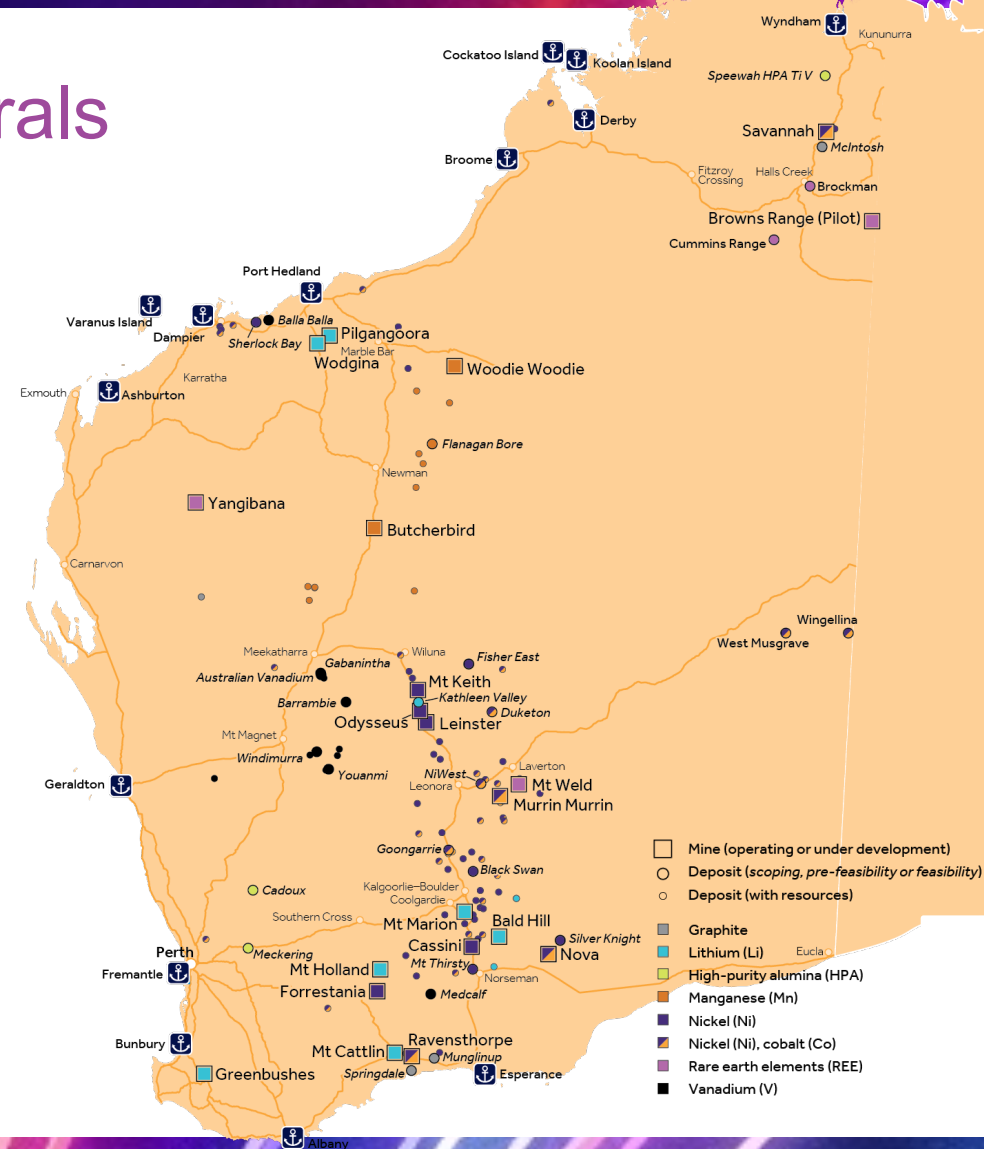 rals
Wyndham
Kununurra
Cockatoo Island
Koolan Island
Speewah HPA Ti V
Derby
Savannah
McIntosh
Broome
Fitzroy
Crossing
Halls Creek
Brockman
Browns Range (Pilot)
Cummins Range
Port Hedland
Varanus Island
Dampier
Balla Balla
Sherlock Bay
Pilgangoora
Marble Bar
Wodgina
Woodie Woodie
Karratha
Exmouth
Ashburton
Flanagan Bore
Newman
Yangibana
Butcherbird
Carnarvon
Wingellina
West Musgrave
Meekatharra
Gabanintha
Wiluna
Fisher East
Australian Vanadium
Mt Keith
Kathleen Valley
Barrambie
Duketon
Odysseus
Leinster
Mt Magnet
Windimurra
Youanmi
NiWest
Laverton
Leonora
Mt Weld
Murrin Murrin
Geraldton
Goongarrie
Black Swan
Cadoux
Kalgoorlie–Boulder
Coolgardie
Southern Cross
Mt Marion
Bald Hill
Cassini
Silver Knight
Nova
Perth
Meckering
Mt Thirsty
Fremantle
Mt Holland
Norseman
Eucla
Forrestania
Medcalf
Bunbury
Ravensthorpe
Mt Cattlin
Munglinup
Greenbushes
Springdale
Esperance
Albany
Mine (operating or under development)
Deposit (scoping, pre-feasibility or feasibility)
Deposit (with resources)
Graphite
Lithium (Li)
High-purity alumina (HPA)
Manganese (Mn)
Nickel (Ni)
Nickel (Ni), cobalt (Co)
Rare earth elements (REE)
Vanadium (V)